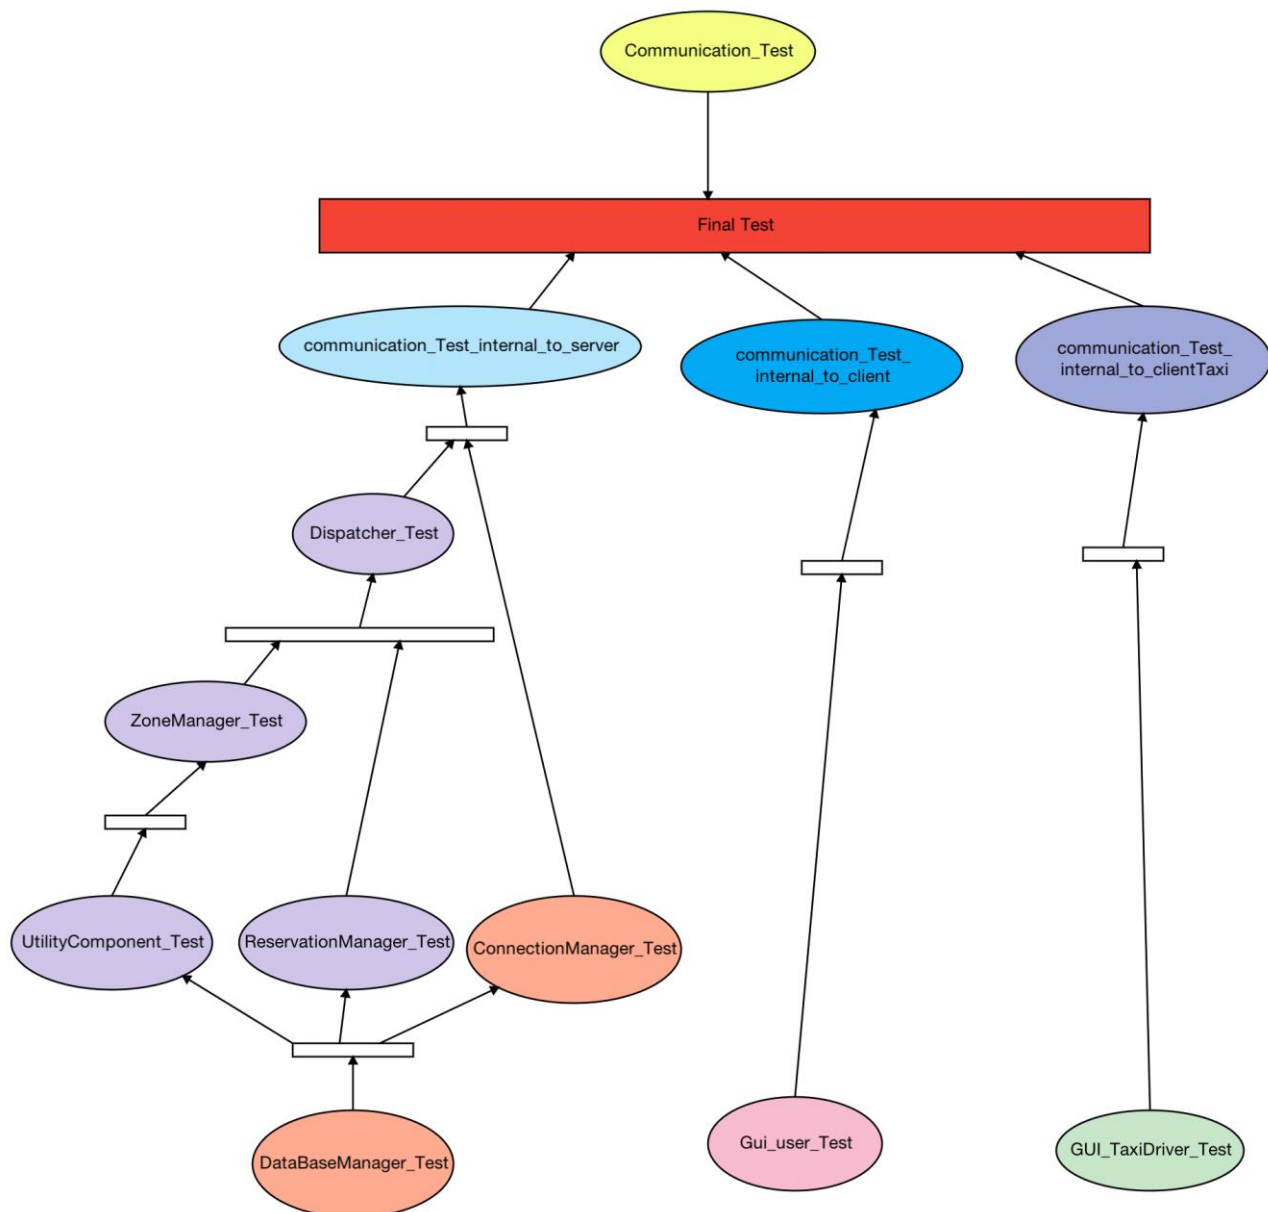 Communication_Test
Final Test
communication_Test_internal_to_server
communication_Test_
internal_to_client
communication_Test_
internal_to_clientTaxi
Dispatcher_Test
ZoneManager_Test
UtilityComponent_Test
ReservationManager_Test
ConnectionManager_Test
DataBaseManager_Test
Gui_user_Test
GUI_TaxiDriver_Test